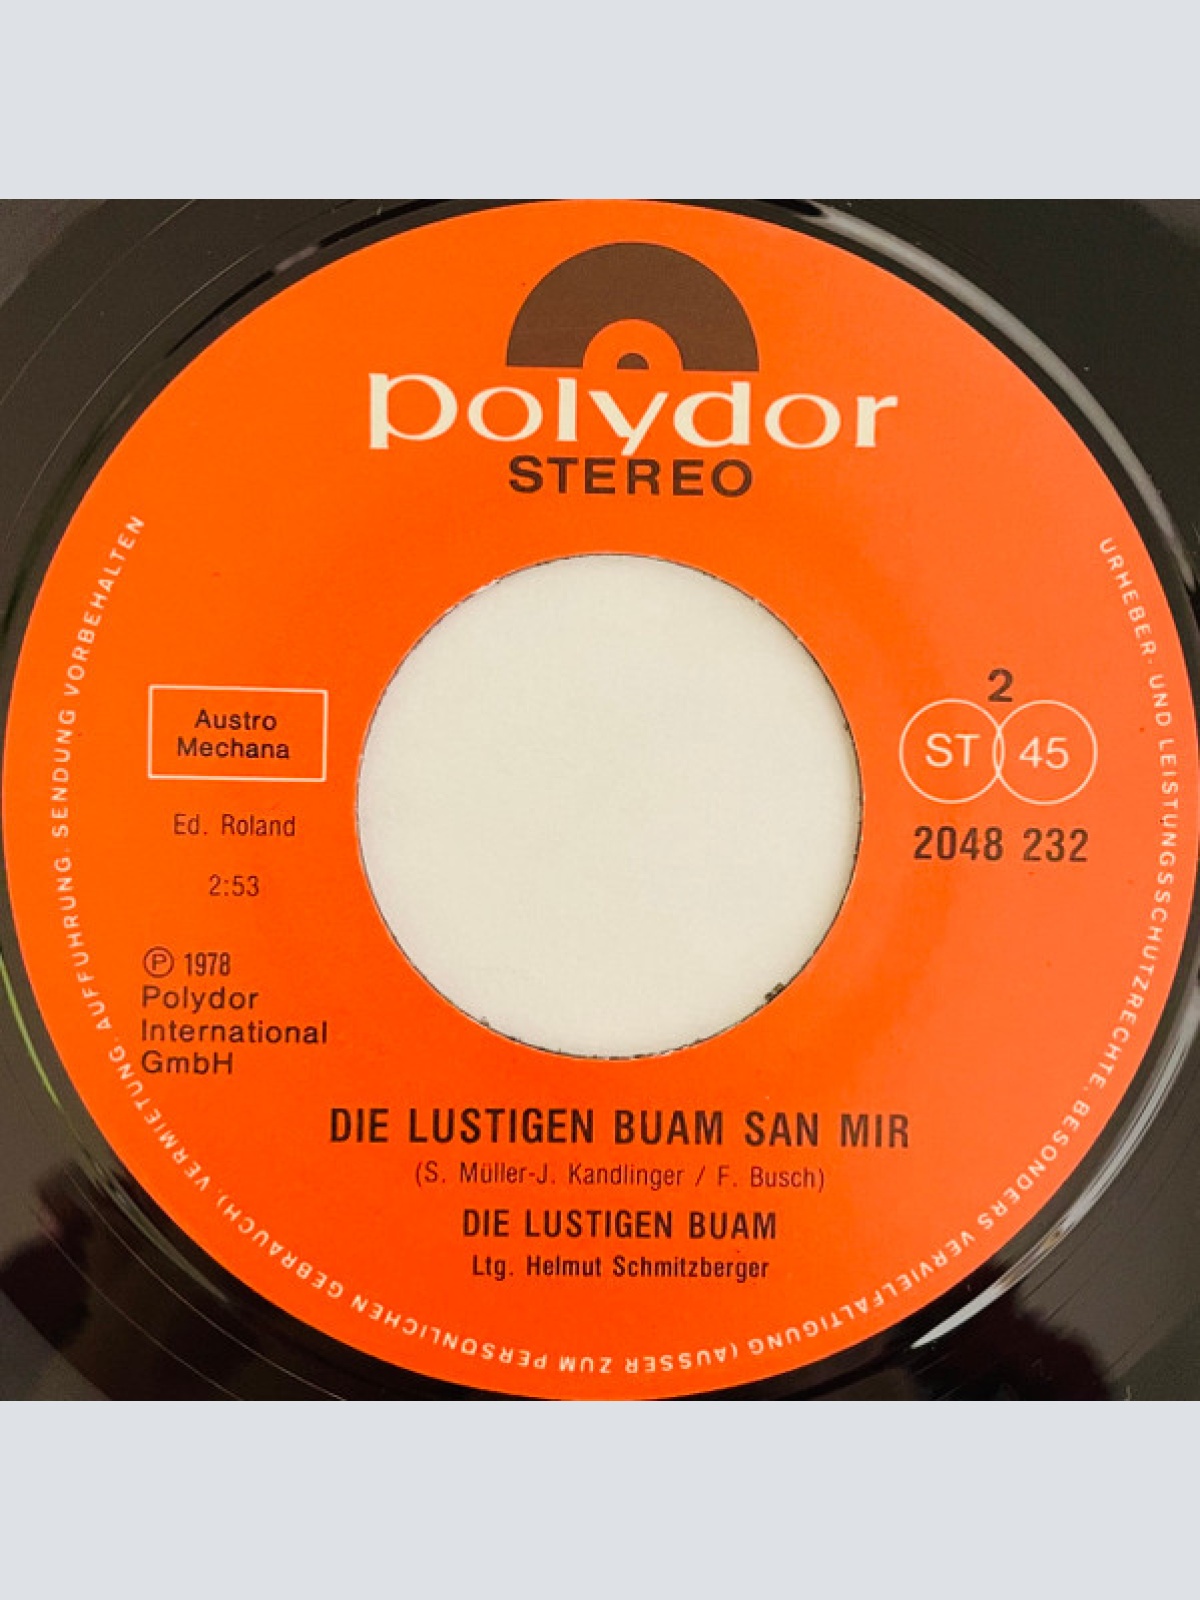 polydor
STEREO
Austro
Mechana
Ed. Roland
2:53
Ⓟ 1978
Polydor
International
GmbH
2
ST 45
2048 232
DIE LUSTIGEN BUAM SAN MIR
(S. Müller-J. Kandlinger / F. Busch)
DIE LUSTIGEN BUAM
Ltg. Helmut Schmitzberger
URHEBER- UND LEISTUNGSSCHUTZRECHTE, BESONDERS VERVIELFÄLTIGUNG (AUSSER ZUM PERSÖNLICHEN GEBRAUCH), VERMIETUNG, AUFFÜHRUNG, SENDUNG VORBEHALTEN